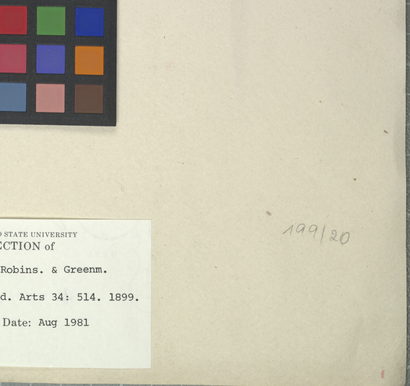 STATE UNIVERSITY
CTION of
Robins. & Greenm.
d. Arts 34: 514. 1899.
Date: Aug 1981
199/20